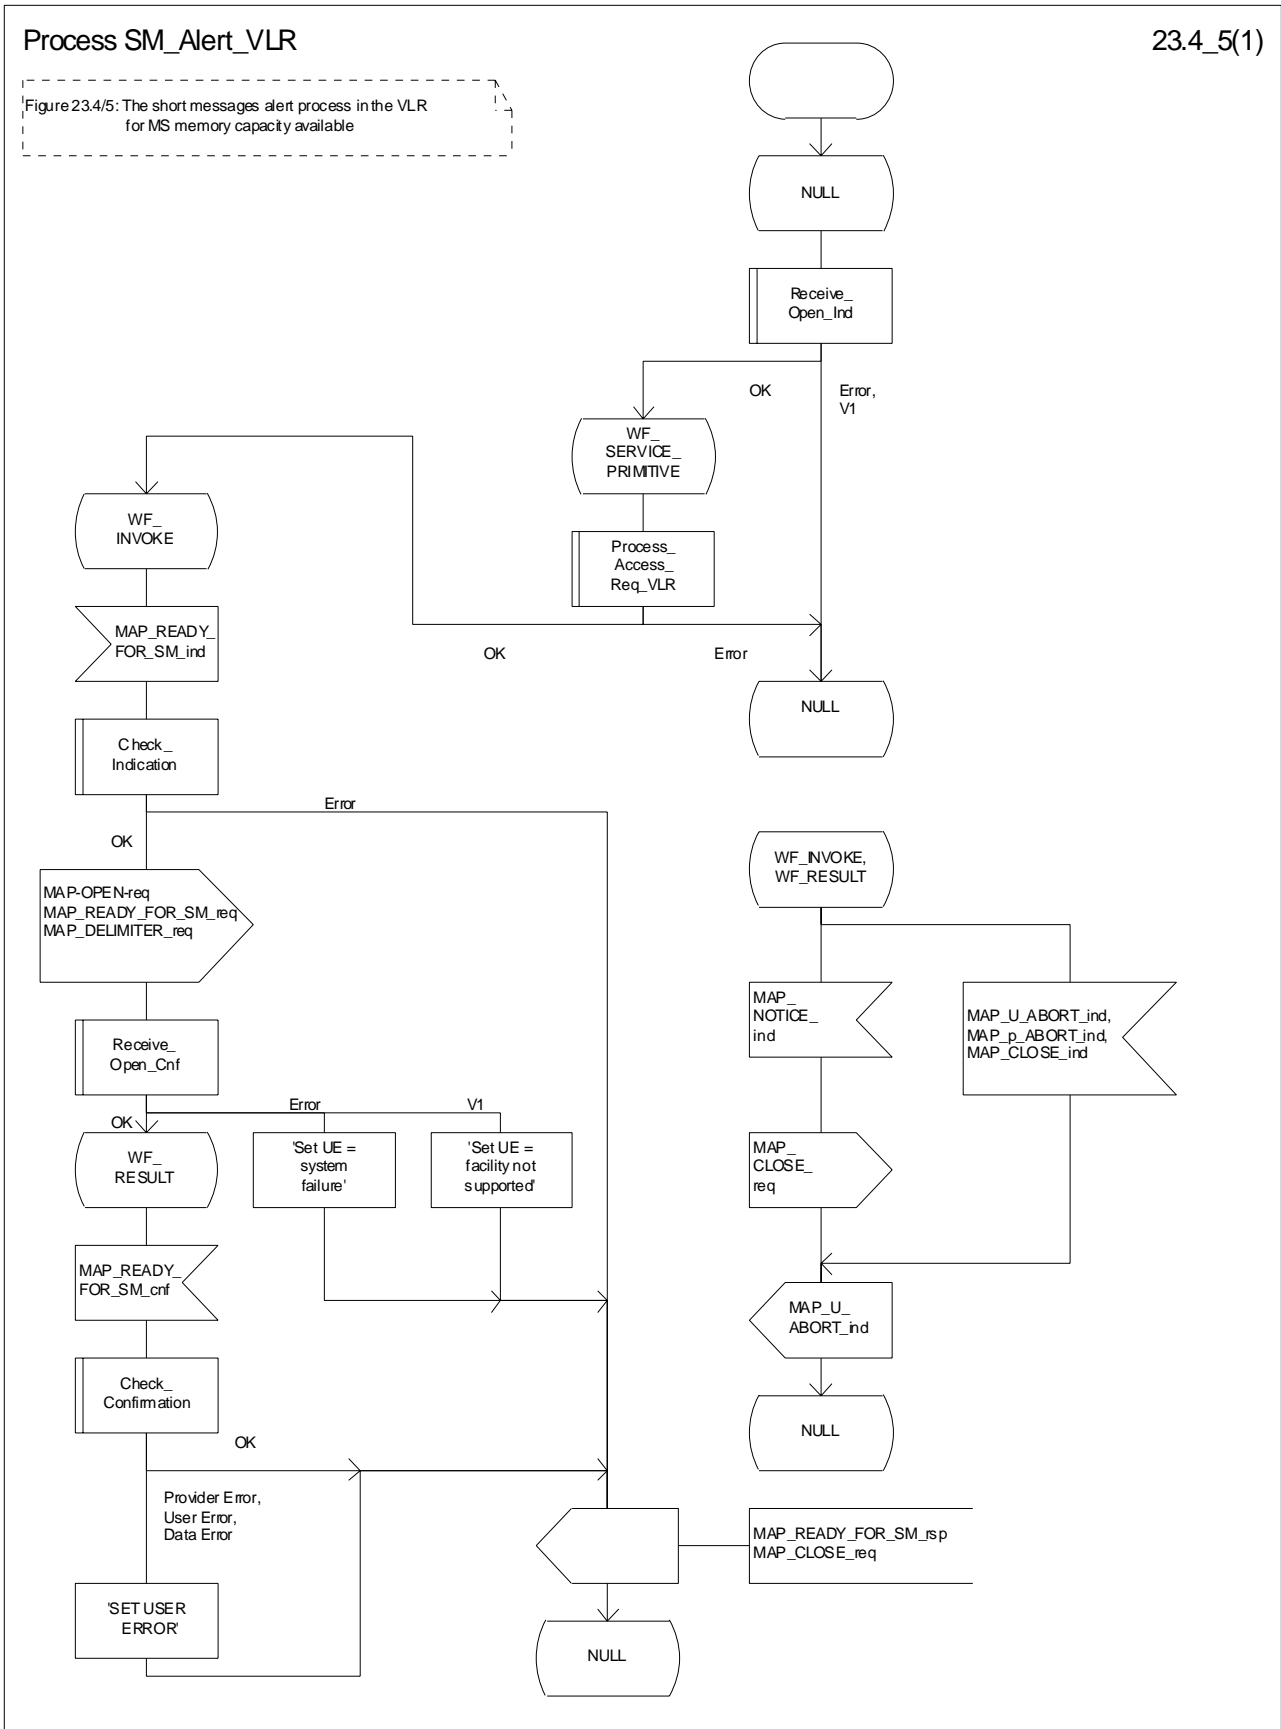 Process SM_Alert_VLR
23.4_5(1)
Figure 23.4/5: The short messages alert process in the VLR
for MS memory capacity available
NULL
Receive_
Open_Ind
OK
Error,
V1
WF_
SERVICE_
PRIMITIVE
WF_
INVOKE
Process_
Access_
Req_VLR
MAP_READY_
FOR_SM_ind
OK
Error
NULL
Check_
Indication
Error
OK
WF_INVOKE,
WF_RESULT
MAP-OPEN-req
MAP_READY_FOR_SM_req
MAP_DELIMITER_req
MAP_
NOTICE_
ind
MAP_U_ABORT_ind,
MAP_p_ABORT_ind,
MAP_CLOSE_ind
Receive_
Open_Cnf
Error
V1
OK
WF_
RESULT
'Set UE =
system
failure'
'Set UE =
facility not
supported'
MAP_
CLOSE_
req
MAP_READY_
FOR_SM_cnf
MAP_U_
ABORT_ind
Check_
Confirmation
NULL
OK
Provider Error,
User Error,
Data Error
MAP_READY_FOR_SM_rsp
MAP_CLOSE_req
'SET USER
ERROR'
NULL